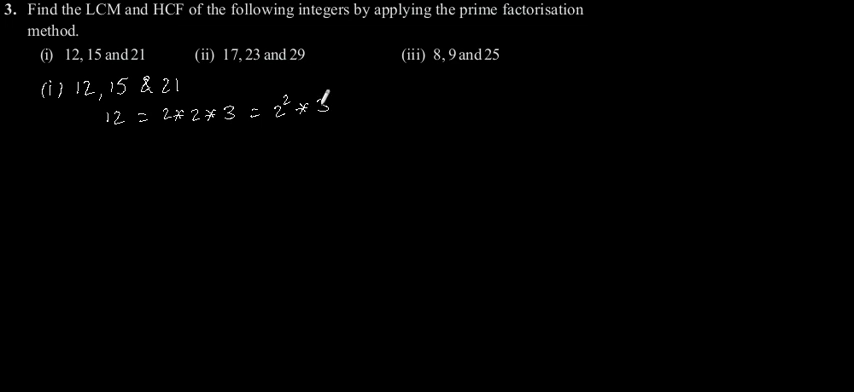 3. Find the LCM and HCF of the following integers by applying the prime factorisation
method.
(i) 12, 15 and 21 (ii) 17, 23 and 29 (iii) 8, 9 and 25
(i) 12, 15 & 21
12 = 2*2*3 = 2² * 3